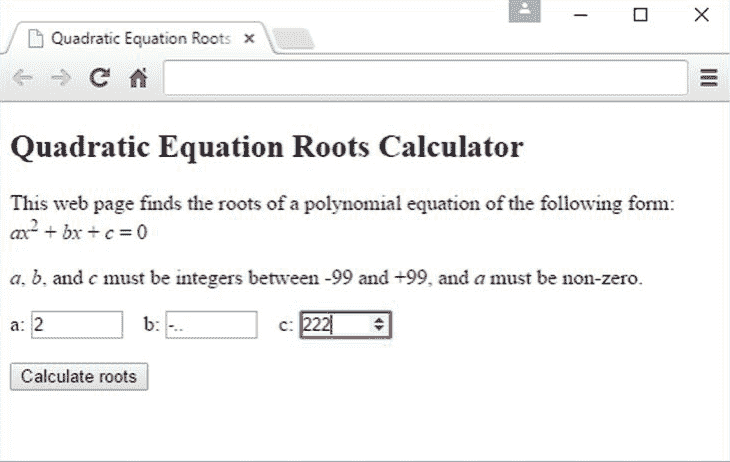 Quadratic Equation Roots
Quadratic Equation Roots Calculator
This web page finds the roots of a polynomial equation of the following form:
ax² + bx + c = 0
a, b, and c must be integers between -99 and +99, and a must be non-zero.
a: 2 b: -.. c: 222
Calculate roots